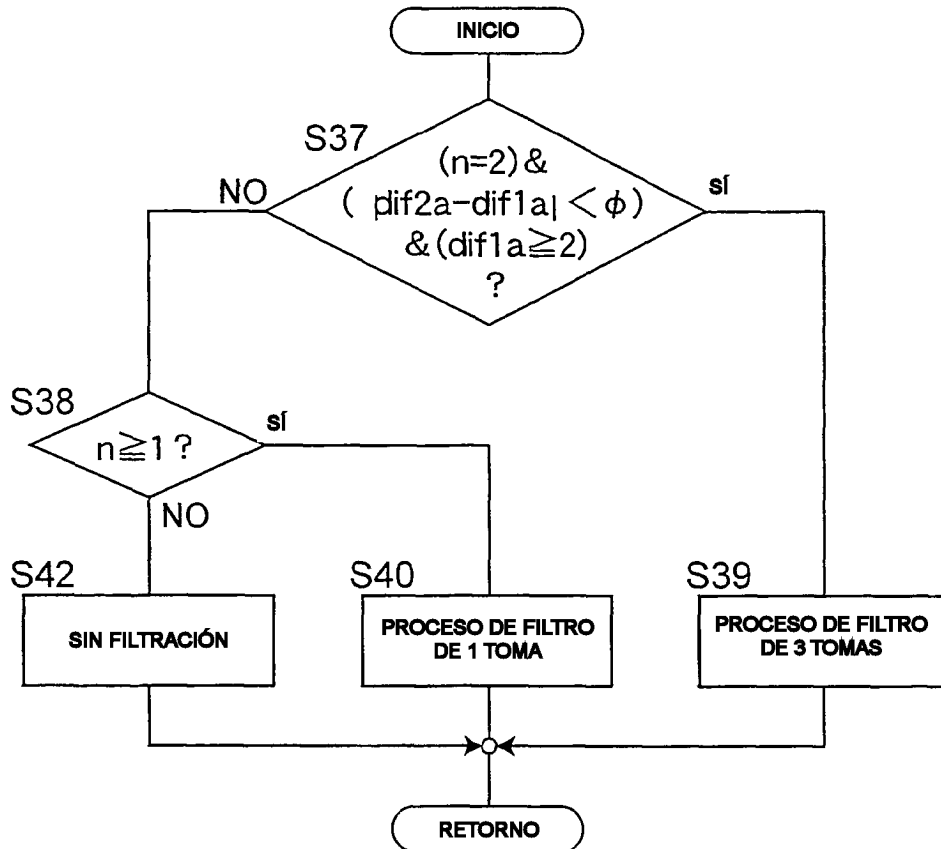 INICIO
S37
(n=2)&
( |dif2a-dif1a| <φ)
&(dif1a≧2)
?
NO
sí
S38
n≧1 ?
sí
NO
S42
SIN FILTRACIÓN
S40
PROCESO DE FILTRO
DE 1 TOMA
S39
PROCESO DE FILTRO
DE 3 TOMAS
RETORNO